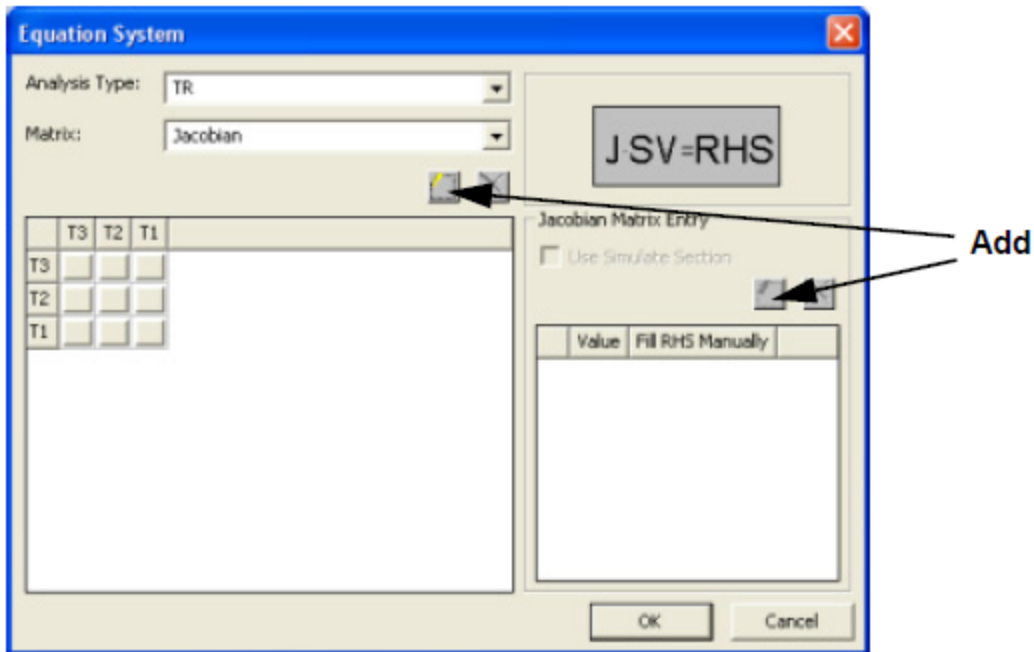 Equation System
Analysis Type: TR
Matrix: Jacobian
J·SV=RHS
T3 T2 T1
T3
T2
T1
Jacobian Matrix Entry
Use Simulate Section
Add
Value Fill RHS Manually
OK Cancel